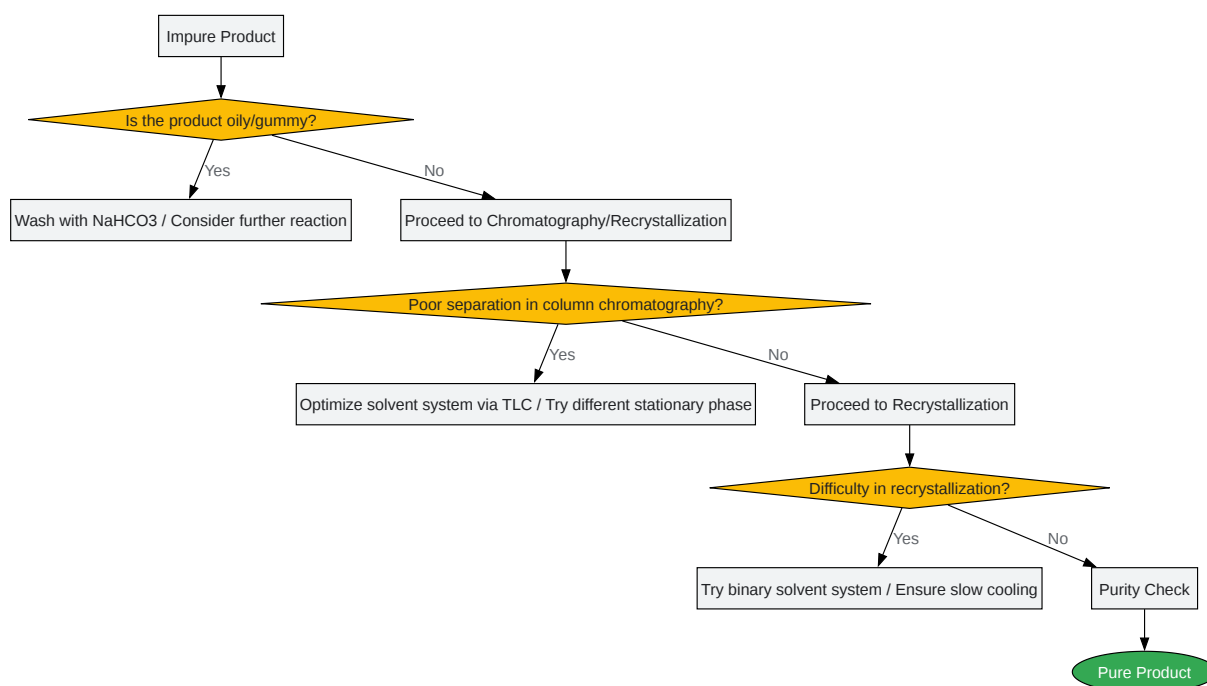 Impure Product
Is the product oily/gummy?
Yes
No
Wash with NaHCO3 / Consider further reaction
Proceed to Chromatography/Recrystallization
Poor separation in column chromatography?
Yes
No
Optimize solvent system via TLC / Try different stationary phase
Proceed to Recrystallization
Difficulty in recrystallization?
Yes
No
Try binary solvent system / Ensure slow cooling
Purity Check
Pure Product